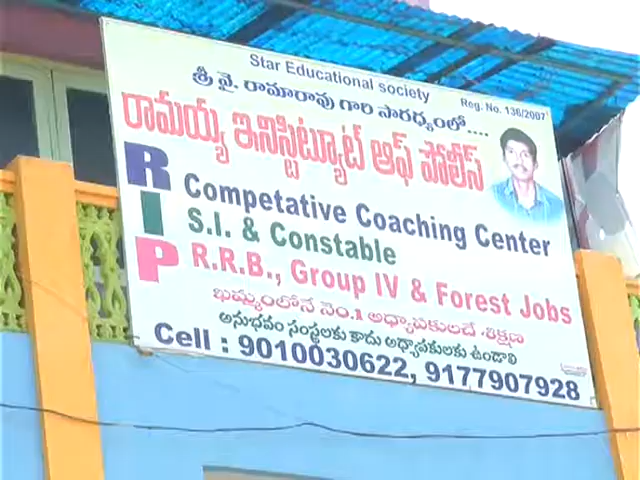 Star Educational society
Reg. No. 136/2007
శ్రీ వై. రామారావు గారి సారధ్యంలో....
రామయ్య ఇనిస్టిట్యూట్ ఆఫ్ పోలీస్
R Competative Coaching Center
I S.I. & Constable
P R.R.B., Group IV & Forest Jobs
ఖమ్మంలోనే నెం.1 అధ్యాపకులచే శిక్షణ
అనుభవం సంస్థలకు కాదు అధ్యాపకులకు ఉండాలి
Cell : 9010030622, 9177907928